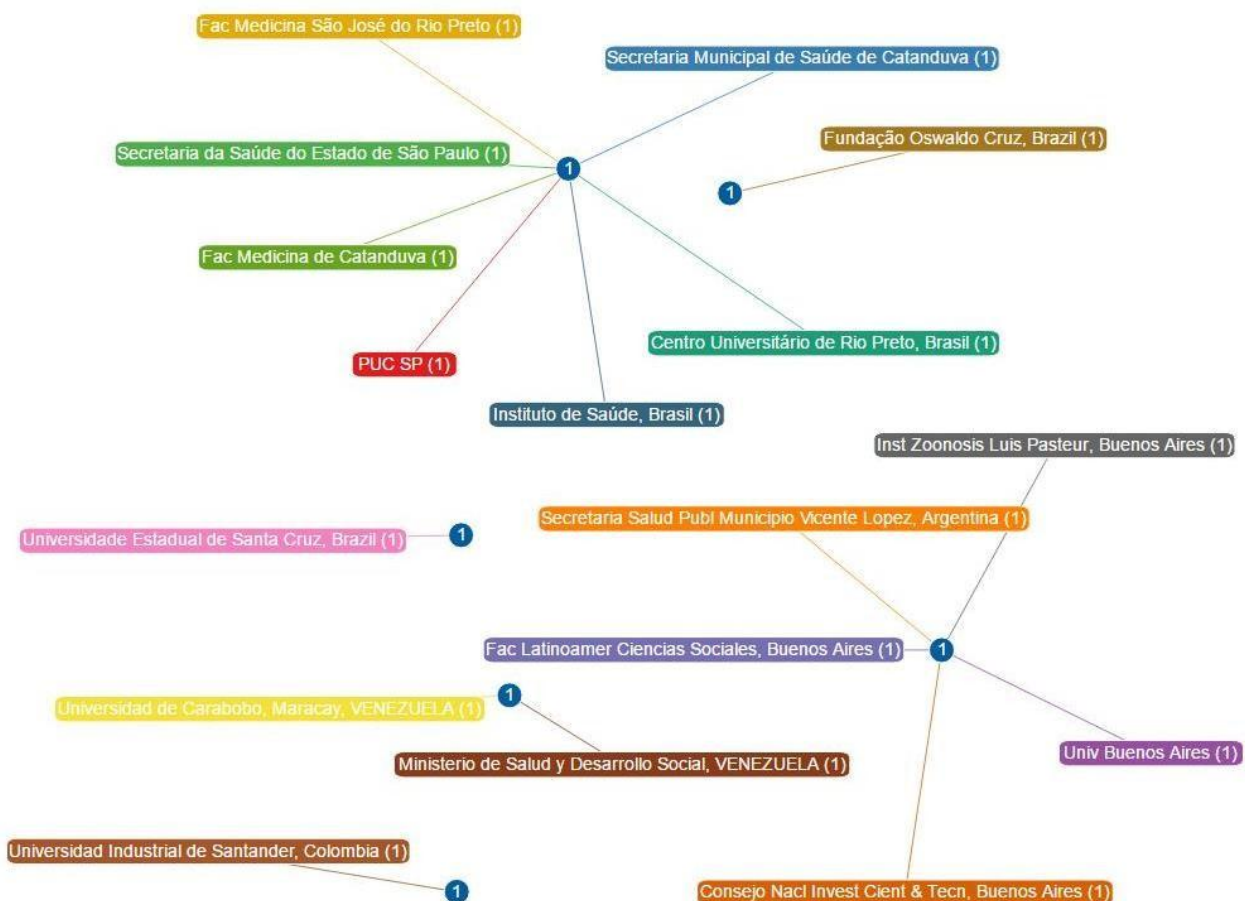 Fac Medicina São José do Rio Preto (1)
Secretaria Municipal de Saúde de Catanduva (1)
Fundação Oswaldo Cruz, Brazil (1)
Secretaria da Saúde do Estado de São Paulo (1)
1
1
Fac Medicina de Catanduva (1)
Centro Universitário de Rio Preto, Brasil (1)
PUC SP (1)
Instituto de Saúde, Brasil (1)
Inst Zoonosis Luis Pasteur, Buenos Aires (1)
Secretaria Salud Publ Municipio Vicente Lopez, Argentina (1)
Universidade Estadual de Santa Cruz, Brazil (1)
1
Fac Latinoamer Ciencias Sociales, Buenos Aires (1)
1
1
Universidad de Carabobo, Maracay, VENEZUELA (1)
Univ Buenos Aires (1)
Ministerio de Salud y Desarrollo Social, VENEZUELA (1)
Universidad Industrial de Santander, Colombia (1)
1
Consejo Nacl Invest Cient & Tecn, Buenos Aires (1)